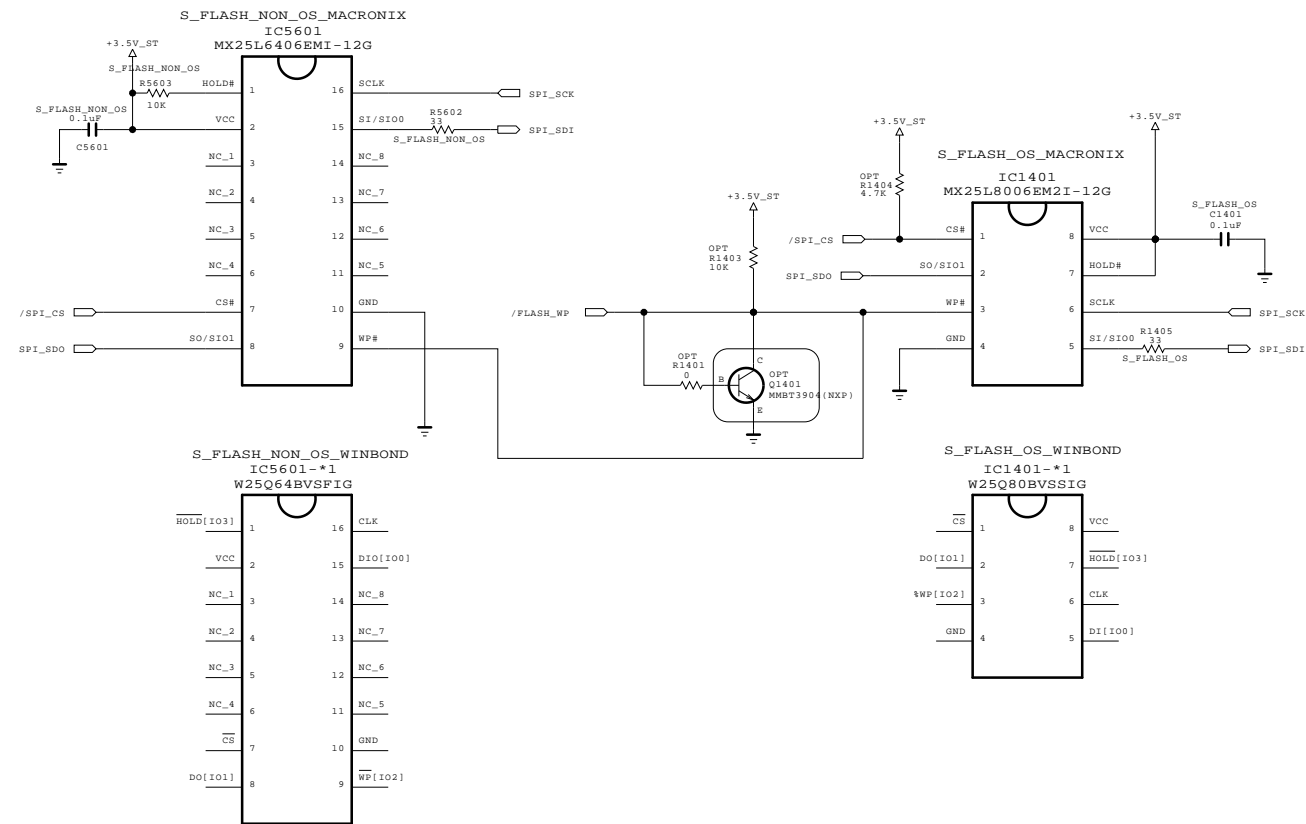 S_FLASH_NON_OS_MACRONIX
IC5601
MX25L6406EMI-12G
+3.5V_ST
S_FLASH_NON_OS
R5603
10K
S_FLASH_NON_OS
0.1uF
C5601
HOLD#
1
VCC
2
NC_1
3
NC_2
4
NC_3
5
NC_4
6
CS#
7
SO/SIO1
8
/SPI_CS
SPI_SDO
16
SCLK
SPI_SCK
15
SI/SIO0
R5602
33
S_FLASH_NON_OS
SPI_SDI
14
NC_8
13
NC_7
12
NC_6
11
NC_5
10
GND
9
WP#
/FLASH_WP
+3.5V_ST
OPT
R1403
10K
OPT
R1401
0
B
C
E
OPT
Q1401
MMBT3904(NXP)
S_FLASH_OS_MACRONIX
IC1401
MX25L8006EM2I-12G
+3.5V_ST
OPT
R1404
4.7K
/SPI_CS
SPI_SDO
CS#
1
SO/SIO1
2
WP#
3
GND
4
+3.5V_ST
S_FLASH_OS
C1401
0.1uF
8
VCC
7
HOLD#
6
SCLK
SPI_SCK
5
SI/SIO0
R1405
33
S_FLASH_OS
SPI_SDI
S_FLASH_NON_OS_WINBOND
IC5601-*1
W25Q64BVSFIG
HOLD[IO3]
1
VCC
2
NC_1
3
NC_2
4
NC_3
5
NC_4
6
CS
7
DO[IO1]
8
16
CLK
15
DIO[IO0]
14
NC_8
13
NC_7
12
NC_6
11
NC_5
10
GND
9
WP[IO2]
S_FLASH_OS_WINBOND
IC1401-*1
W25Q80BVSSIG
CS
1
DO[IO1]
2
%WP[IO2]
3
GND
4
8
VCC
7
HOLD[IO3]
6
CLK
5
DI[IO0]